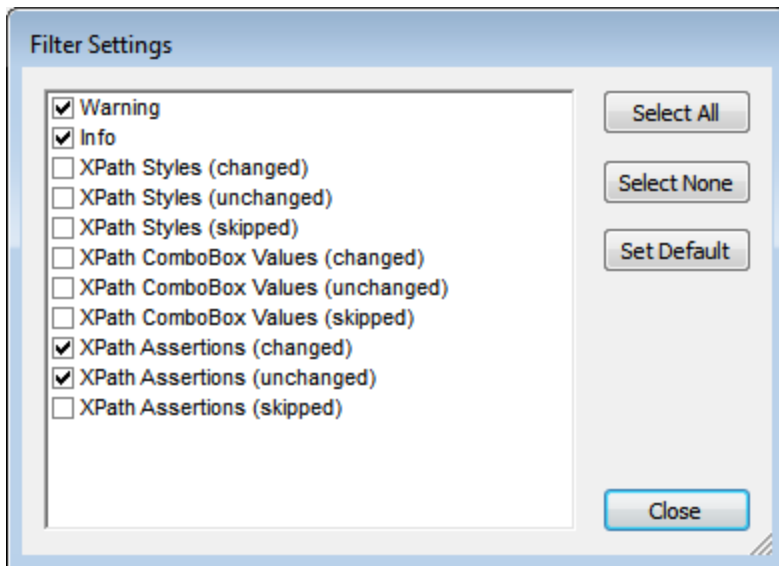 Filter Settings
Warning
Info
XPath Styles (changed)
XPath Styles (unchanged)
XPath Styles (skipped)
XPath ComboBox Values (changed)
XPath ComboBox Values (unchanged)
XPath ComboBox Values (skipped)
XPath Assertions (changed)
XPath Assertions (unchanged)
XPath Assertions (skipped)
Select All
Select None
Set Default
Close